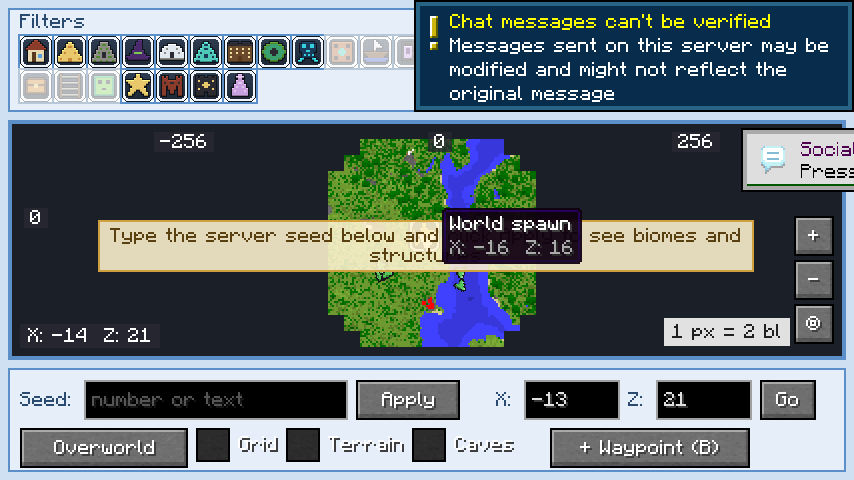 Filters
Chat messages can't be verified
Messages sent on this server may be
modified and might not reflect the
original message
-256
0
256
Social
Press
0
World spawn
X: -16 Z: 16
Type the server seed below and
see biomes and
X: -14 Z: 21
1 px = 2 bl
+
-
Seed:
number or text
Apply
X:
-13
Z:
21
Go
Overworld
Grid
Terrain
Caves
+ Waypoint (B)